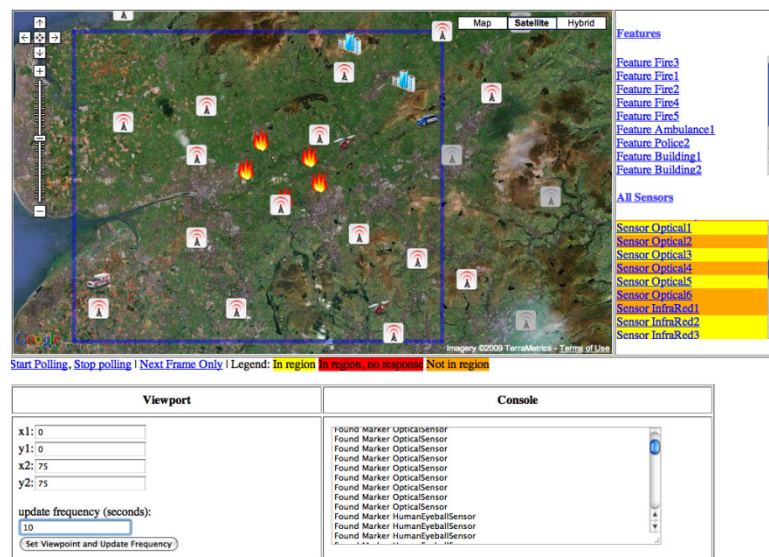 Map Satellite Hybrid
Features
Feature Fire3
Feature Fire1
Feature Fire2
Feature Fire4
Feature Fire5
Feature Ambulance1
Feature Police2
Feature Building1
Feature Building2
All Sensors
Sensor Optical1
Sensor Optical2
Sensor Optical3
Sensor Optical4
Sensor Optical5
Sensor Optical6
Sensor InfraRed1
Sensor InfraRed2
Sensor InfraRed3
Google
Imagery ©2009 TerraMetrics - Terms of Use
Start Polling, Stop polling | Next Frame Only | Legend: In region In region, no response Not in region
Viewport
x1: 0
y1: 0
x2: 75
y2: 75
update frequency (seconds):
10
Set Viewpoint and Update Frequency
Console
Found Marker OpticalSensor
Found Marker OpticalSensor
Found Marker OpticalSensor
Found Marker OpticalSensor
Found Marker OpticalSensor
Found Marker OpticalSensor
Found Marker OpticalSensor
Found Marker OpticalSensor
Found Marker OpticalSensor
Found Marker HumanEyeballSensor
Found Marker HumanEyeballSensor
Found Marker HumanEyeballSensor